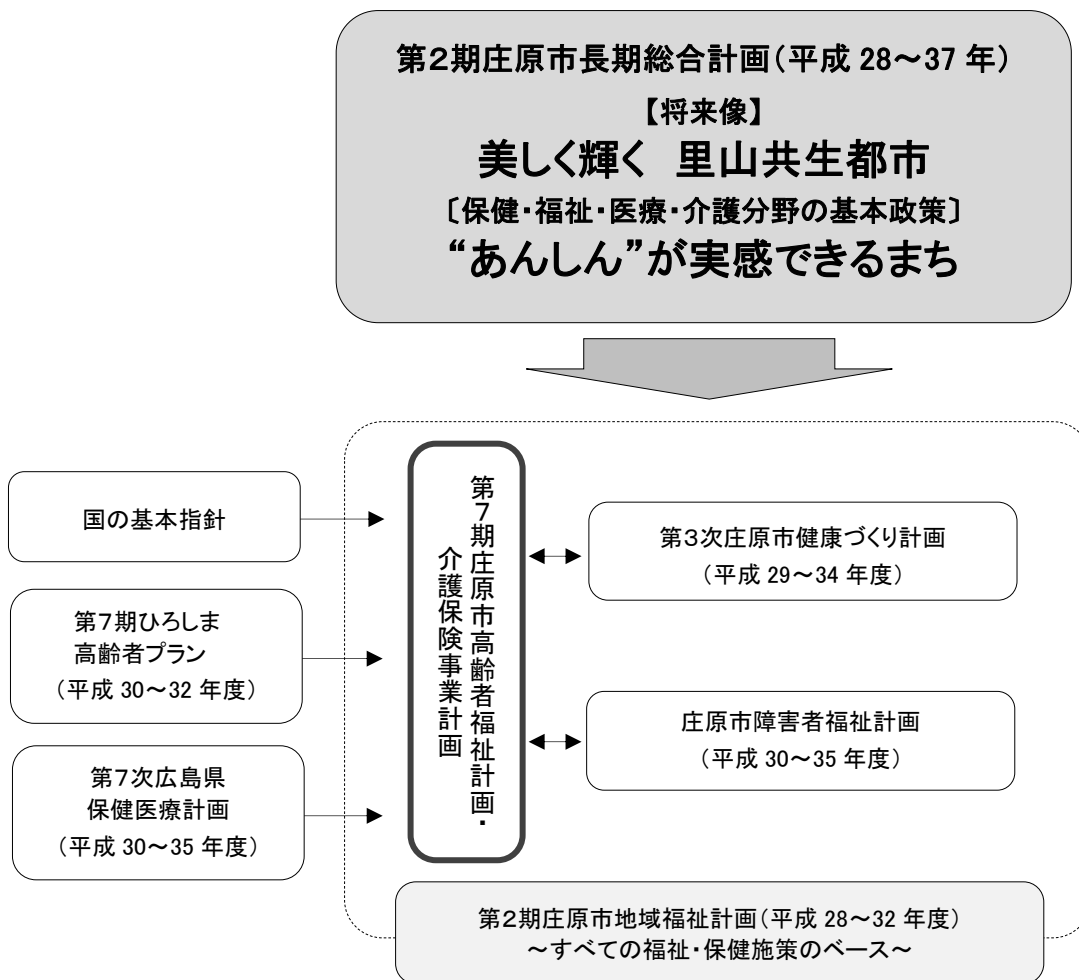 第2期庄原市長期総合計画(平成 28～37 年)
【将来像】
美しく輝く 里山共生都市
〔保健・福祉・医療・介護分野の基本政策〕
“あんしん”が実感できるまち
国の基本指針
第7期ひろしま
高齢者プラン
(平成 30～32 年度)
第7次広島県
保健医療計画
(平成 30～35 年度)
第7期庄原市高齢者福祉計画・
介護保険事業計画
第3次庄原市健康づくり計画
(平成 29～34 年度)
庄原市障害者福祉計画
(平成 30～35 年度)
第2期庄原市地域福祉計画(平成 28～32 年度)
～すべての福祉・保健施策のベース～